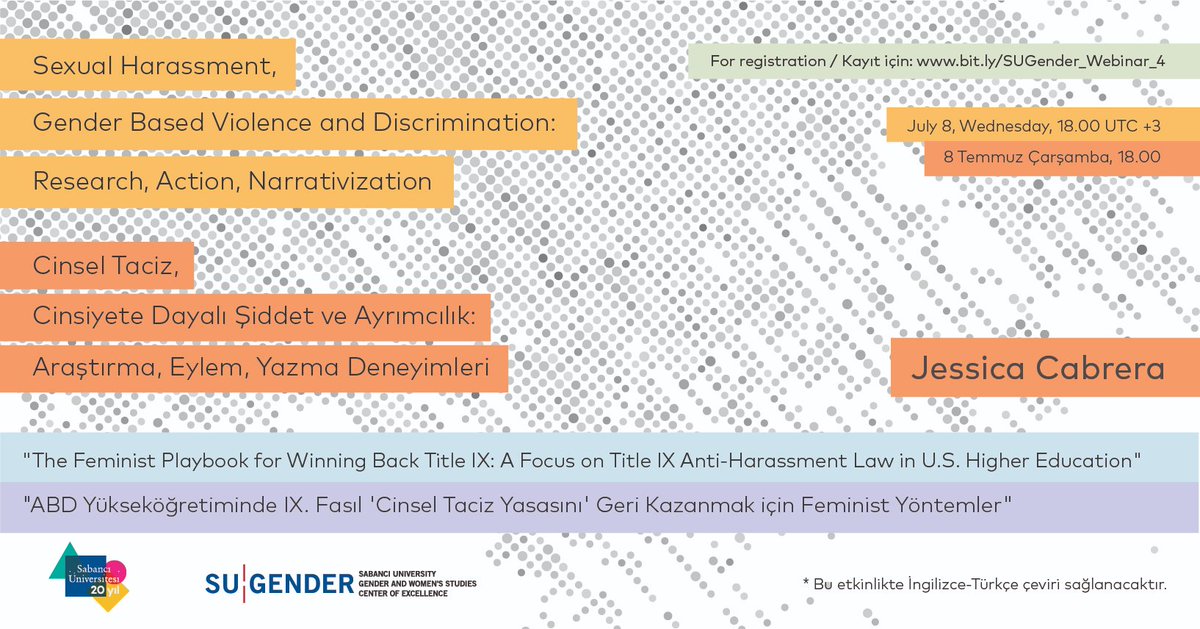 Sexual Harassment,
Gender Based Violence and Discrimination:
Research, Action, Narrativization
Cinsel Taciz,
Cinsiyete Dayalı Şiddet ve Ayrımcılık:
Araştırma, Eylem, Yazma Deneyimleri
For registration / Kayıt için: www.bit.ly/SUGender_Webinar_4
July 8, Wednesday, 18.00 UTC +3
8 Temmuz Çarşamba, 18.00
Jessica Cabrera
"The Feminist Playbook for Winning Back Title IX: A Focus on Title IX Anti-Harassment Law in U.S. Higher Education"
"ABD Yükseköğretiminde IX. Fasıl 'Cinsel Taciz Yasasını' Geri Kazanmak için Feminist Yöntemler"
Sabancı
Üniversitesi
20 yıl
SU GENDER
SABANCI UNIVERSITY
GENDER AND WOMEN'S STUDIES
CENTER OF EXCELLENCE
* Bu etkinlikte İngilizce-Türkçe çeviri sağlanacaktır.